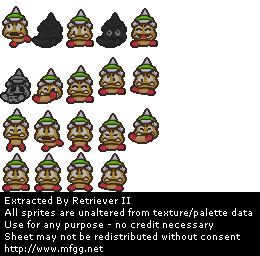 Extracted By Retriever II
All sprites are unaltered from texture/palette data
Use for any purpose - no credit necessary
Sheet may not be redistributed without consent
http://www.mfgg.net